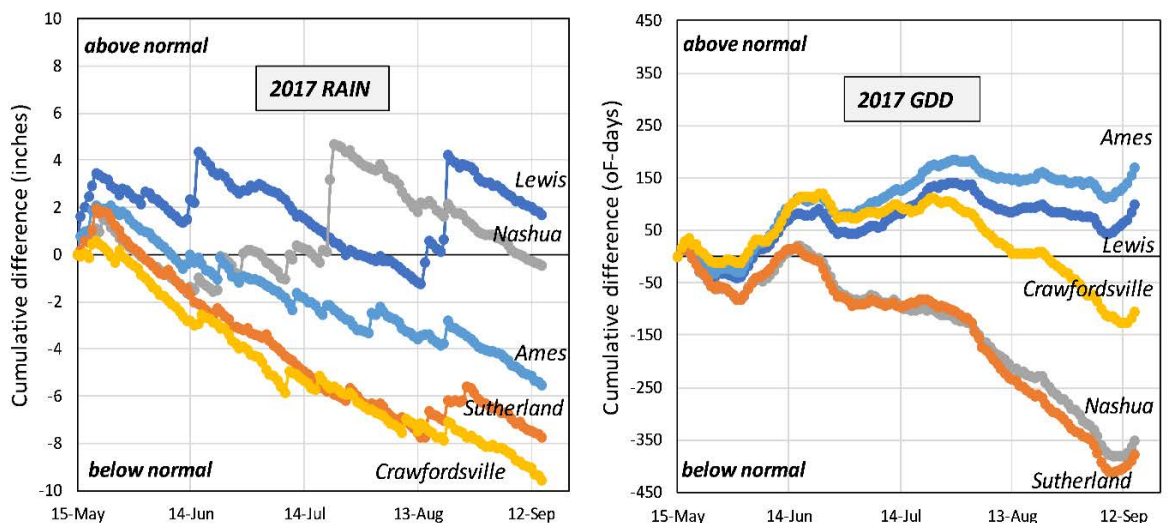 10
8
6
4
2
0
-2
-4
-6
-8
-10
Cumulative difference (inches)
above normal
2017 RAIN
Lewis
Nashua
Ames
Sutherland
Crawfordsville
below normal
15-May
14-Jun
14-Jul
13-Aug
12-Sep
450
350
250
150
50
-50
-150
-250
-350
-450
Cumulative difference (oF-days)
above normal
2017 GDD
Ames
Lewis
Crawfordsville
Nashua
Sutherland
below normal
15-May
14-Jun
14-Jul
13-Aug
12-Sep